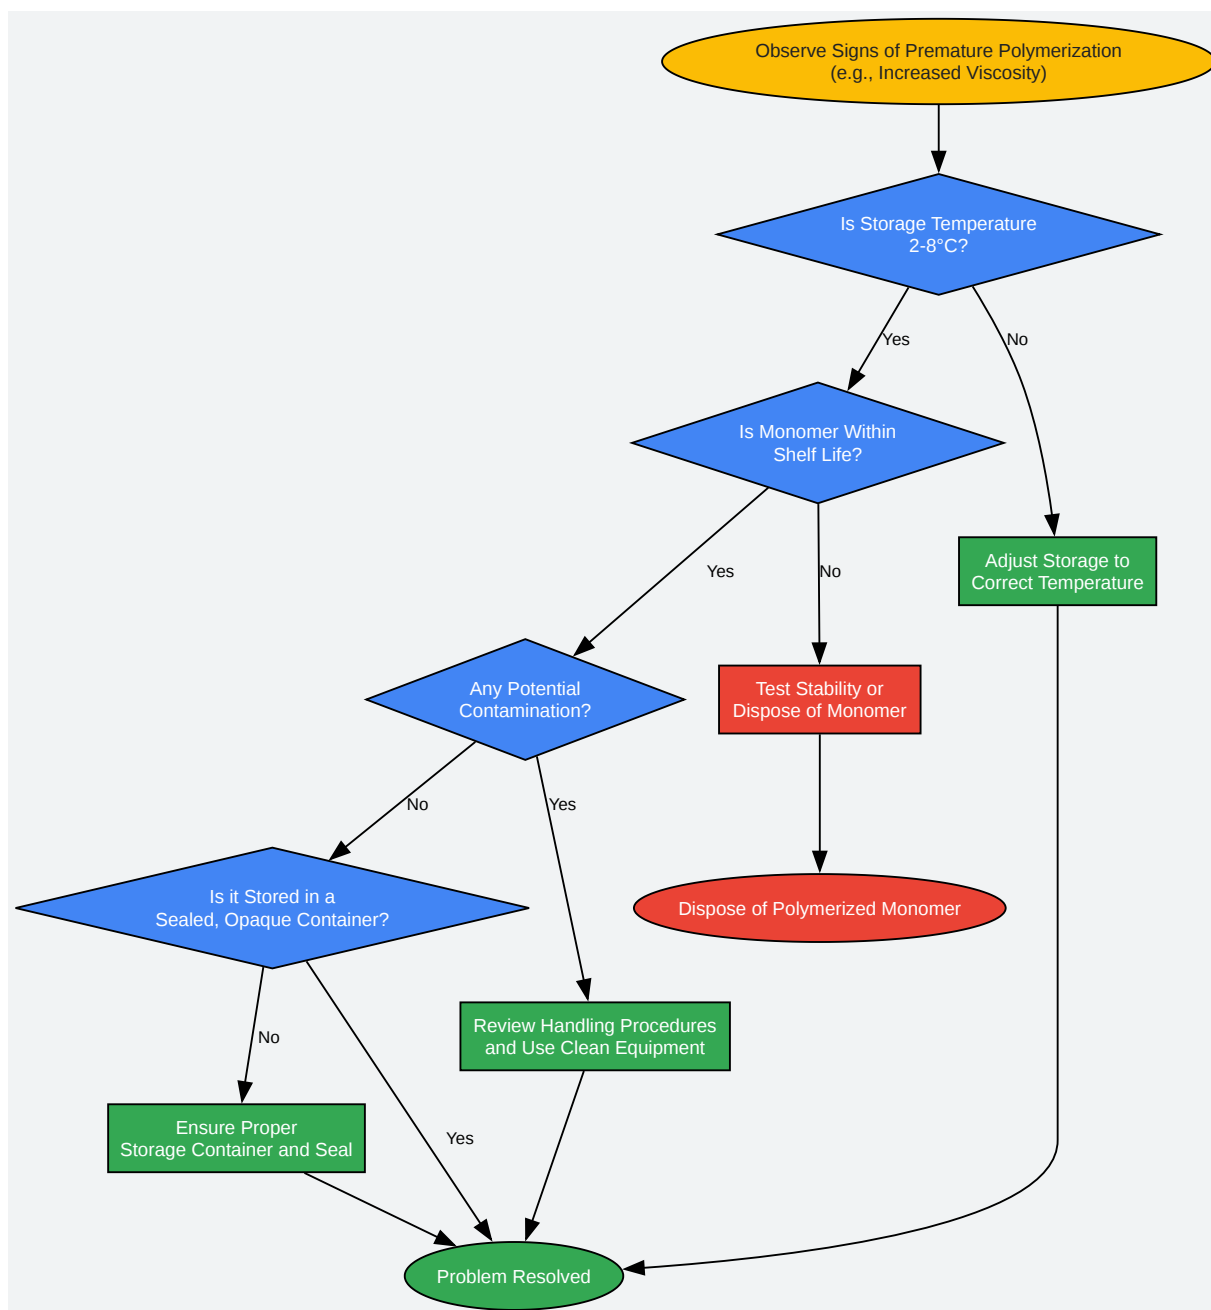 Observe Signs of Premature Polymerization
(e.g., Increased Viscosity)
Is Storage Temperature
2-8°C?
Yes
No
Is Monomer Within
Shelf Life?
Adjust Storage to
Correct Temperature
Yes
No
Any Potential
Contamination?
Test Stability or
Dispose of Monomer
No
Yes
Is it Stored in a
Sealed, Opaque Container?
Dispose of Polymerized Monomer
Review Handling Procedures
and Use Clean Equipment
No
Ensure Proper
Storage Container and Seal
Yes
Problem Resolved